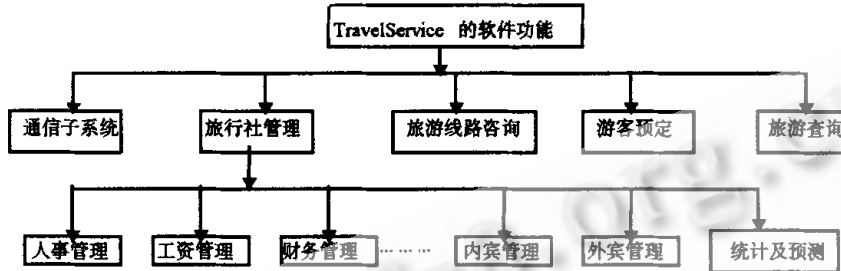 TravelService 的软件功能
通信子系统 旅行社管理 旅游线路咨询 游客预定 旅游查询
人事管理 工资管理 财务管理 …… 内宾管理 外宾管理 统计及预测